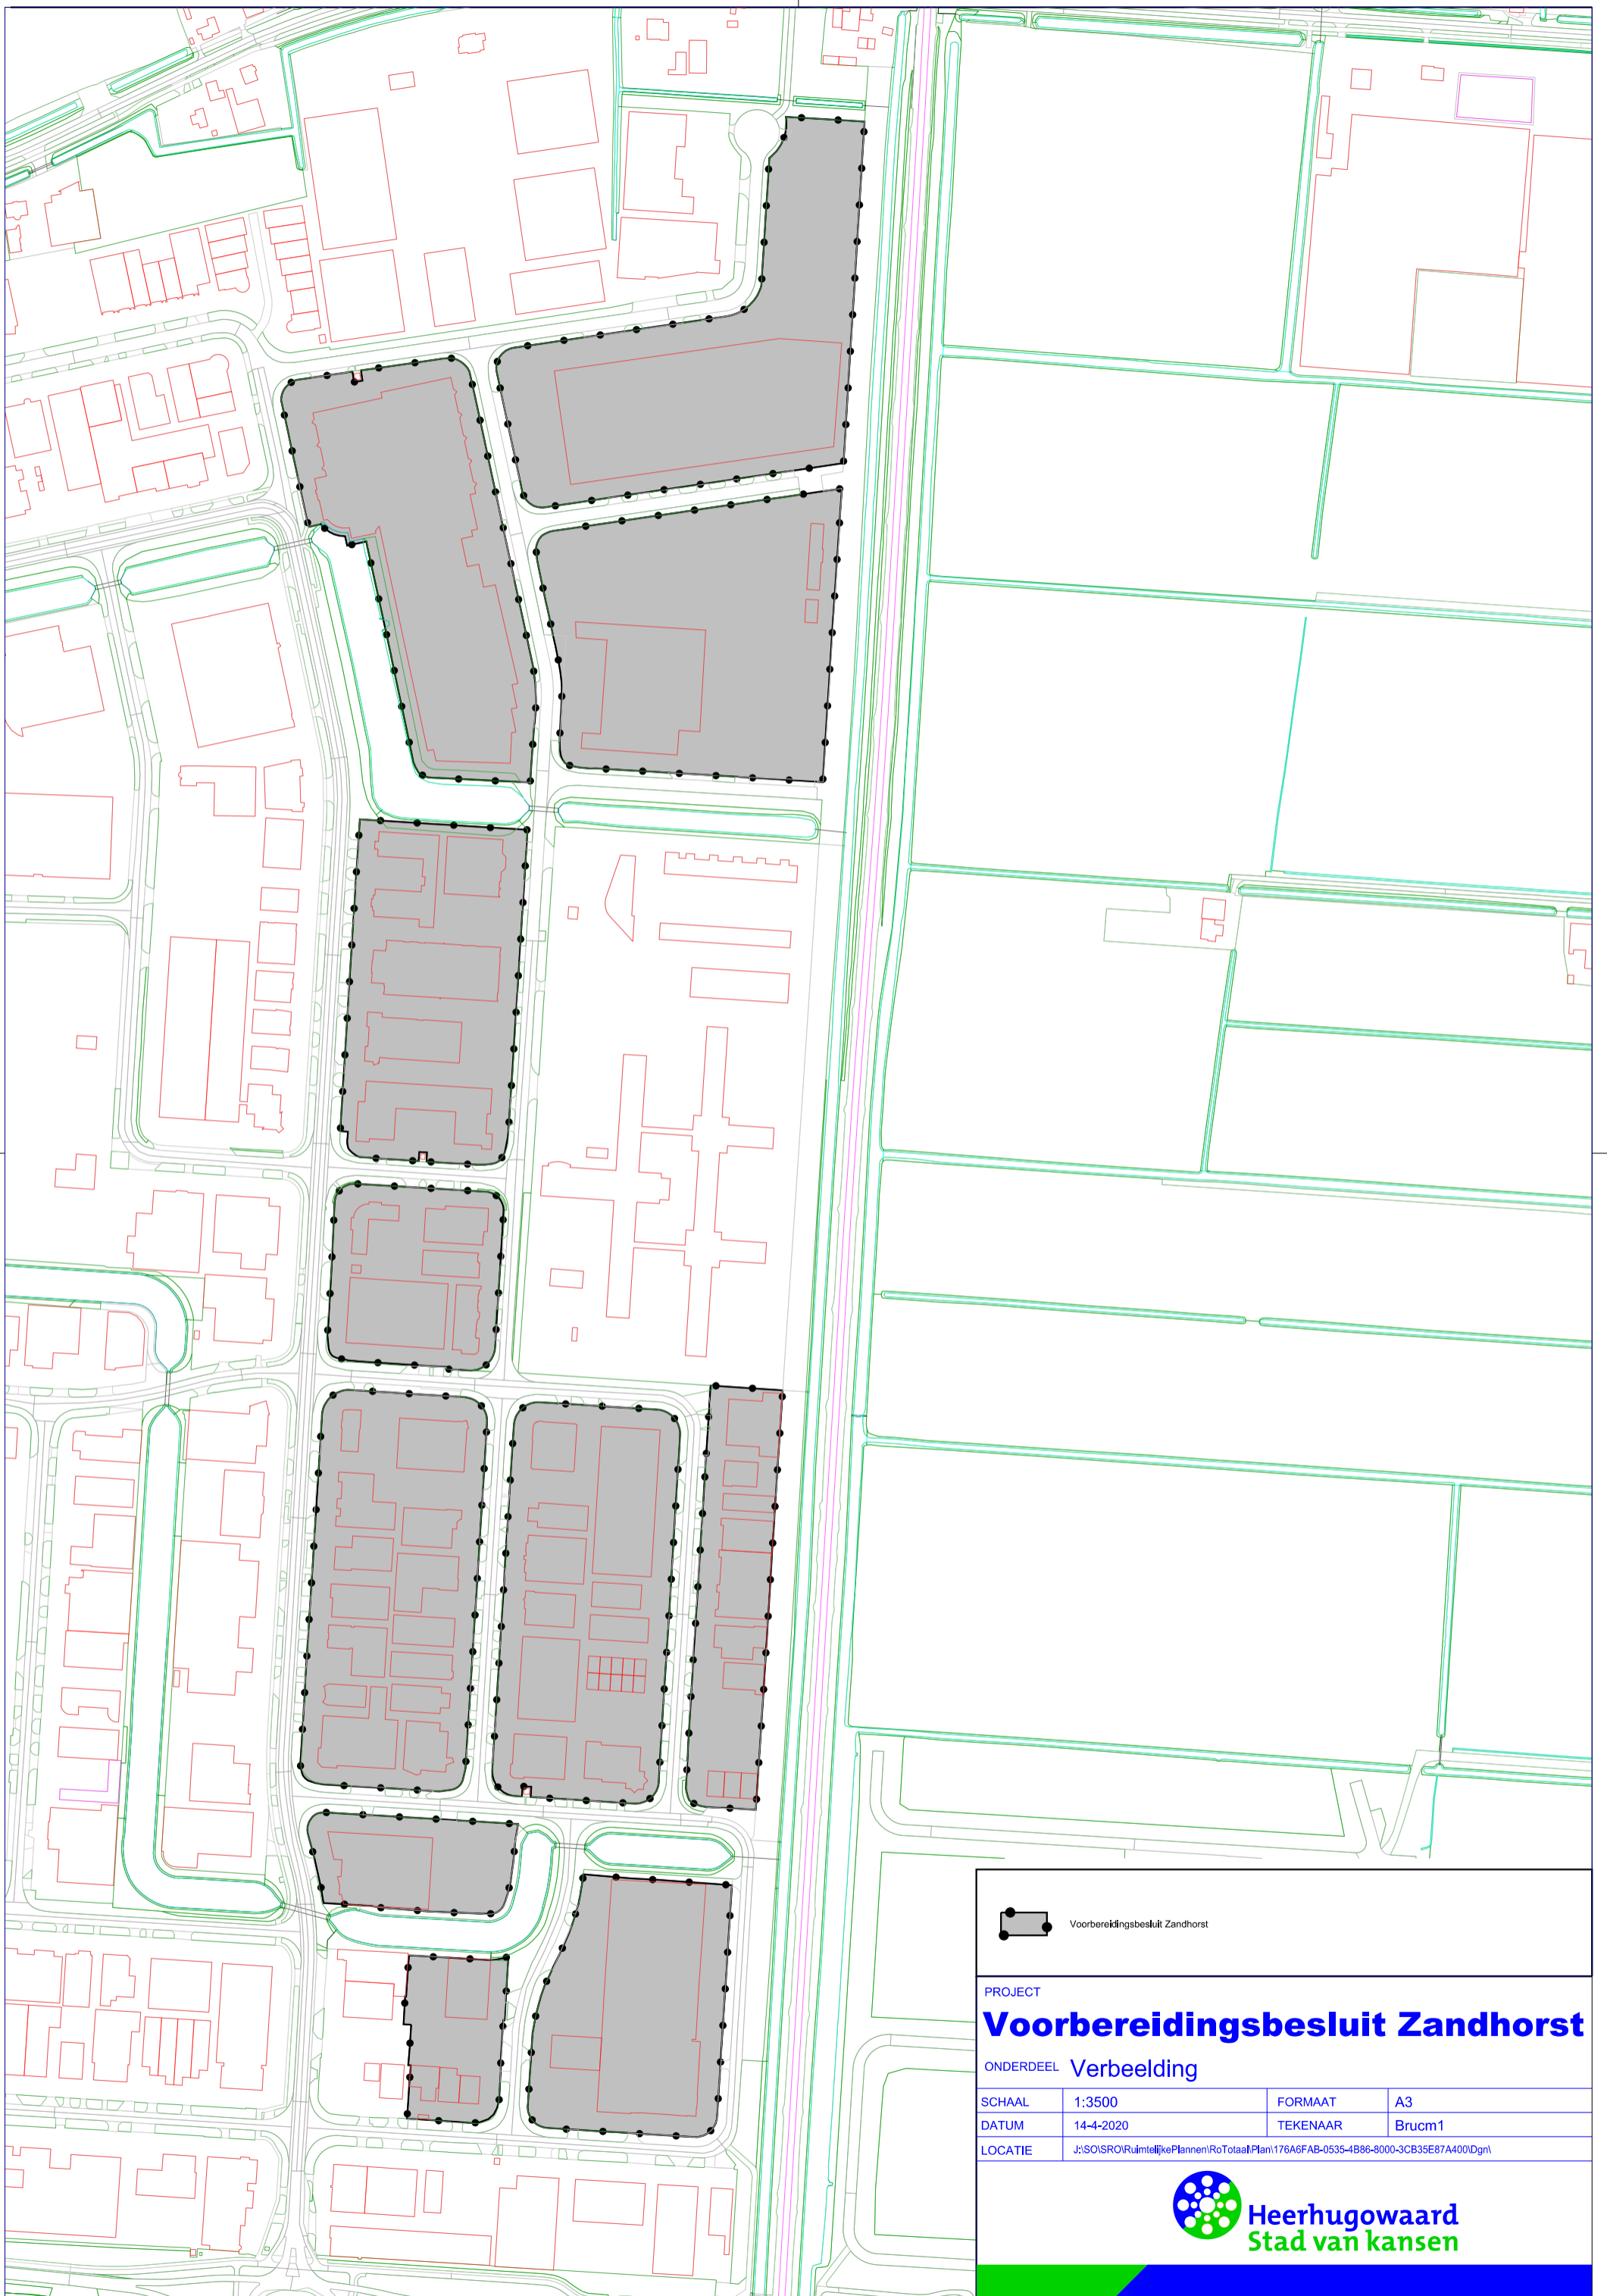 Voorbereidingsbesluit Zandhorst
PROJECT
Voorbereidingsbesluit Zandhorst
ONDERDEEL Verbeelding
SCHAAL 1:3500 FORMAAT A3
DATUM 14-4-2020 TEKENAAR Brucm1
LOCATIE J:\SO\SRO\RuimtelijkePlannen\RoTotaal\Plan\176A6FAB-0535-4B86-8000-3CB35E87A400\Dgn\
Heerhugowaard
Stad van kansen